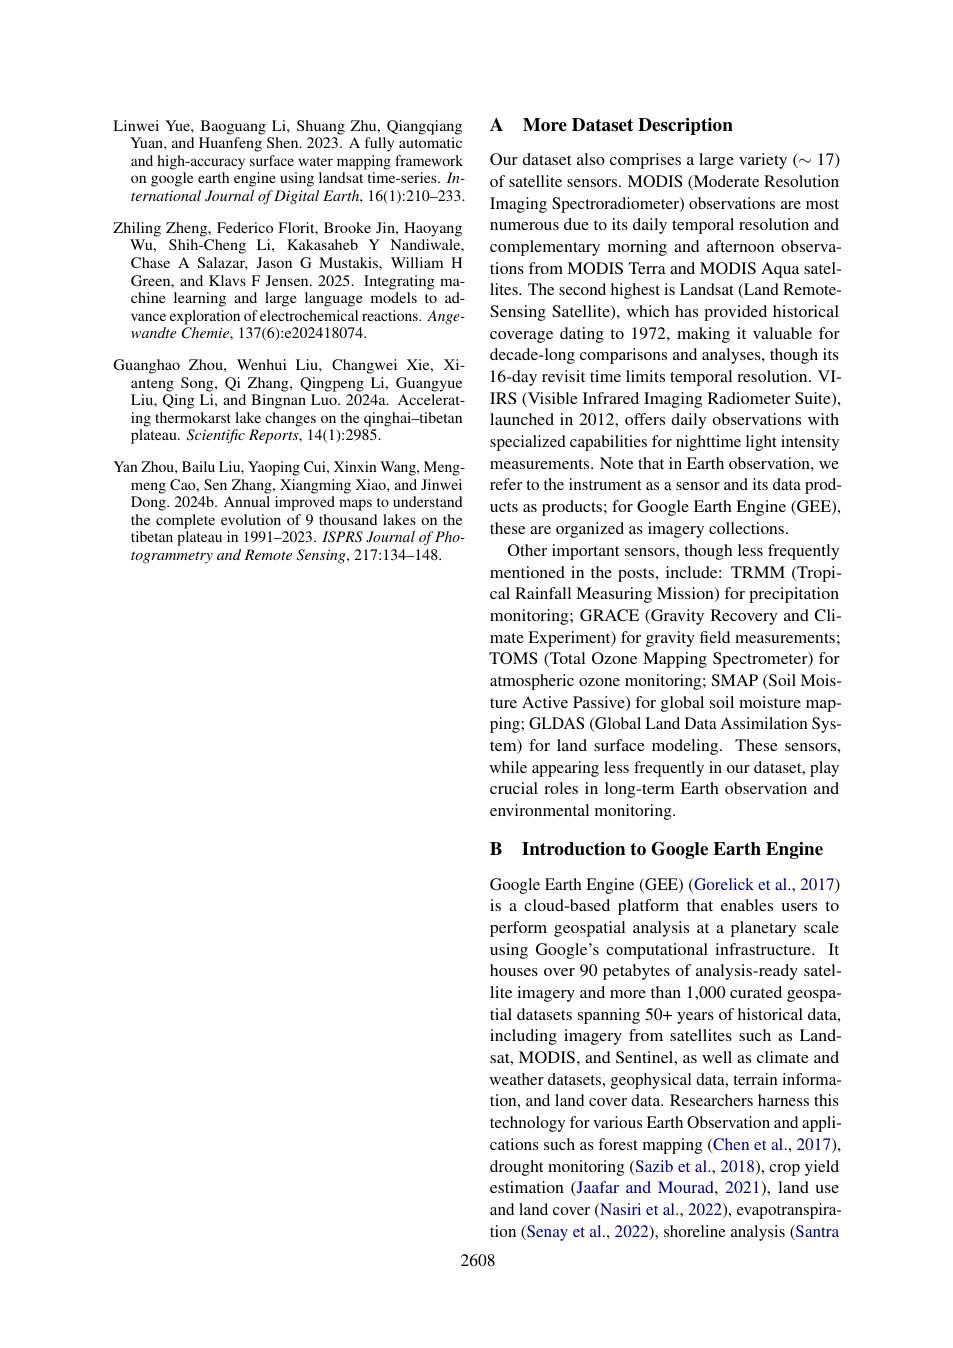 Linwei Yue, Baoguang Li, Shuang Zhu, Qiangqiang
Yuan, and Huanfeng Shen. 2023. A fully automatic
and high-accuracy surface water mapping framework
on google earth engine using landsat time-series. In-
ternational Journal of Digital Earth, 16(1):210–233.
Zhiling Zheng, Federico Florit, Brooke Jin, Haoyang
Wu, Shih-Cheng Li, Kakasaheb Y Nandiwale,
Chase A Salazar, Jason G Mustakis, William H
Green, and Klavs F Jensen. 2025. Integrating ma-
chine learning and large language models to ad-
vance exploration of electrochemical reactions. Ange-
wandte Chemie, 137(6):e202418074.
Guanghao Zhou, Wenhui Liu, Changwei Xie, Xi-
anteng Song, Qi Zhang, Qingpeng Li, Guangyue
Liu, Qing Li, and Bingnan Luo. 2024a. Accelerat-
ing thermokarst lake changes on the qinghai–tibetan
plateau. Scientific Reports, 14(1):2985.
Yan Zhou, Bailu Liu, Yaoping Cui, Xinxin Wang, Meng-
meng Cao, Sen Zhang, Xiangming Xiao, and Jinwei
Dong. 2024b. Annual improved maps to understand
the complete evolution of 9 thousand lakes on the
tibetan plateau in 1991–2023. ISPRS Journal of Pho-
togrammetry and Remote Sensing, 217:134–148.
A More Dataset Description
Our dataset also comprises a large variety (∼ 17)
of satellite sensors. MODIS (Moderate Resolution
Imaging Spectroradiometer) observations are most
numerous due to its daily temporal resolution and
complementary morning and afternoon observa-
tions from MODIS Terra and MODIS Aqua satel-
lites. The second highest is Landsat (Land Remote-
Sensing Satellite), which has provided historical
coverage dating to 1972, making it valuable for
decade-long comparisons and analyses, though its
16-day revisit time limits temporal resolution. VI-
IRS (Visible Infrared Imaging Radiometer Suite),
launched in 2012, offers daily observations with
specialized capabilities for nighttime light intensity
measurements. Note that in Earth observation, we
refer to the instrument as a sensor and its data prod-
ucts as products; for Google Earth Engine (GEE),
these are organized as imagery collections.
Other important sensors, though less frequently
mentioned in the posts, include: TRMM (Tropi-
cal Rainfall Measuring Mission) for precipitation
monitoring; GRACE (Gravity Recovery and Cli-
mate Experiment) for gravity field measurements;
TOMS (Total Ozone Mapping Spectrometer) for
atmospheric ozone monitoring; SMAP (Soil Mois-
ture Active Passive) for global soil moisture map-
ping; GLDAS (Global Land Data Assimilation Sys-
tem) for land surface modeling. These sensors,
while appearing less frequently in our dataset, play
crucial roles in long-term Earth observation and
environmental monitoring.
B Introduction to Google Earth Engine
Google Earth Engine (GEE) (Gorelick et al., 2017)
is a cloud-based platform that enables users to
perform geospatial analysis at a planetary scale
using Google’s computational infrastructure. It
houses over 90 petabytes of analysis-ready satel-
lite imagery and more than 1,000 curated geospa-
tial datasets spanning 50+ years of historical data,
including imagery from satellites such as Land-
sat, MODIS, and Sentinel, as well as climate and
weather datasets, geophysical data, terrain informa-
tion, and land cover data. Researchers harness this
technology for various Earth Observation and appli-
cations such as forest mapping (Chen et al., 2017),
drought monitoring (Sazib et al., 2018), crop yield
estimation (Jaafar and Mourad, 2021), land use
and land cover (Nasiri et al., 2022), evapotranspira-
tion (Senay et al., 2022), shoreline analysis (Santra
2608